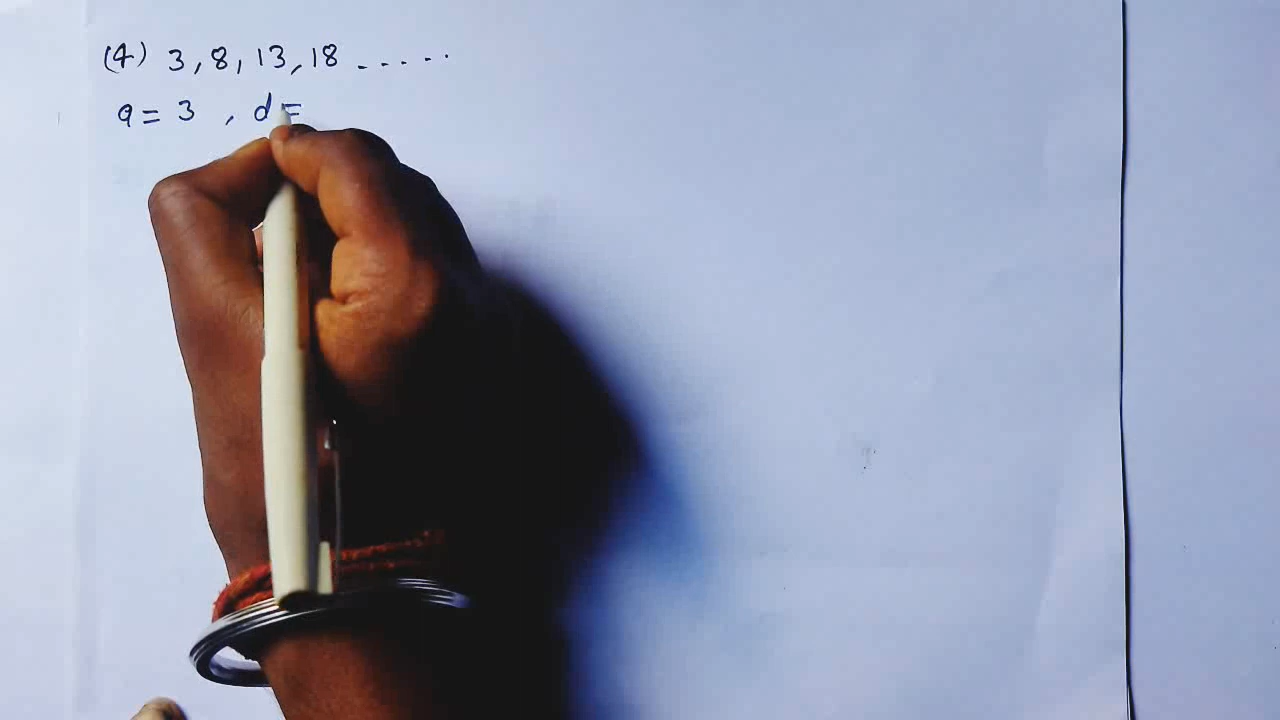 (4) 3, 8, 13, 18 .....
a = 3 , d =